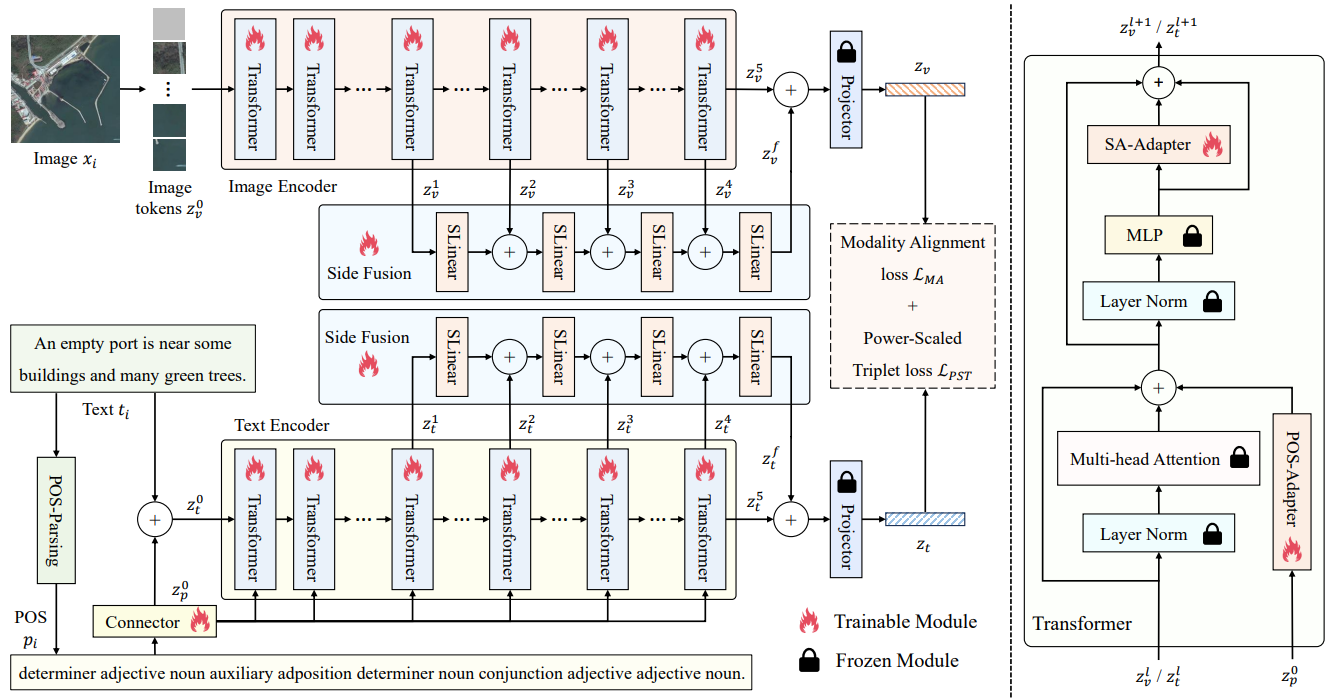 Image x_i
Image
tokens z_v^0
Transformer
Transformer
Transformer
Transformer
Transformer
Transformer
Image Encoder
z_v^1
z_v^2
z_v^3
z_v^4
z_v^5
z_v^f
Projector
z_v
Side Fusion
SLinear
SLinear
SLinear
SLinear
Modality Alignment
loss ℒ_MA
+
Power-Scaled
Triplet loss ℒ_PST
Side Fusion
SLinear
SLinear
SLinear
SLinear
An empty port is near some
buildings and many green trees.
Text t_i
POS-Parsing
POS
p_i
z_t^0
z_p^0
Connector
determiner adjective noun auxiliary adposition determiner noun conjunction adjective adjective noun.
Text Encoder
z_t^1
z_t^2
z_t^3
z_t^4
Transformer
Transformer
Transformer
Transformer
Transformer
Transformer
z_t^5
z_t^f
Projector
z_t
Trainable Module
Frozen Module
z_v^{l+1} / z_t^{l+1}
SA-Adapter
MLP
Layer Norm
Multi-head Attention
POS-Adapter
Layer Norm
Transformer
z_v^l / z_t^l
z_p^0